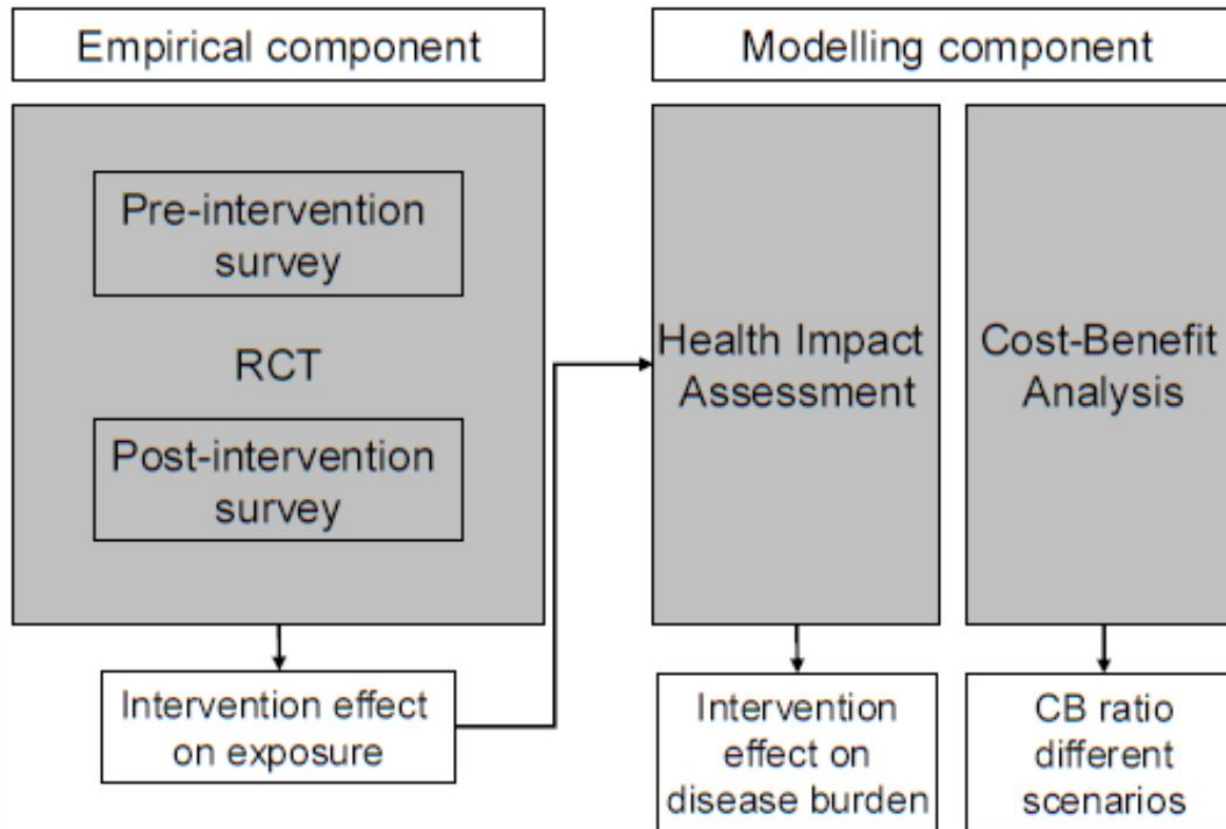 Empirical component
Modelling component
Pre-intervention
survey
RCT
Post-intervention
survey
Intervention effect
on exposure
Health Impact
Assessment
Intervention
effect on
disease burden
Cost-Benefit
Analysis
CB ratio
different
scenarios